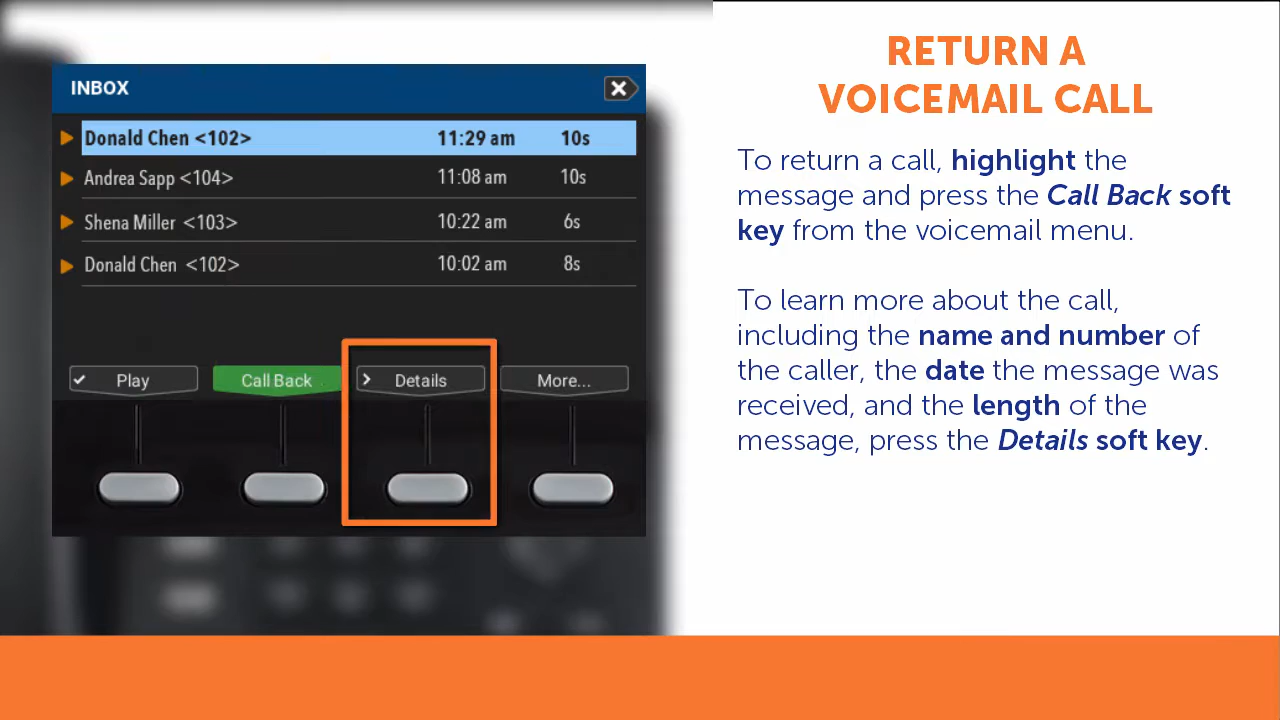 INBOX
Donald Chen <102> 11:29 am 10s
Andrea Sapp <104> 11:08 am 10s
Shena Miller <103> 10:22 am 6s
Donald Chen <102> 10:02 am 8s
Play Call Back Details More...
RETURN A
VOICEMAIL CALL
To return a call, highlight the
message and press the Call Back soft
key from the voicemail menu.
To learn more about the call,
including the name and number of
the caller, the date the message was
received, and the length of the
message, press the Details soft key.